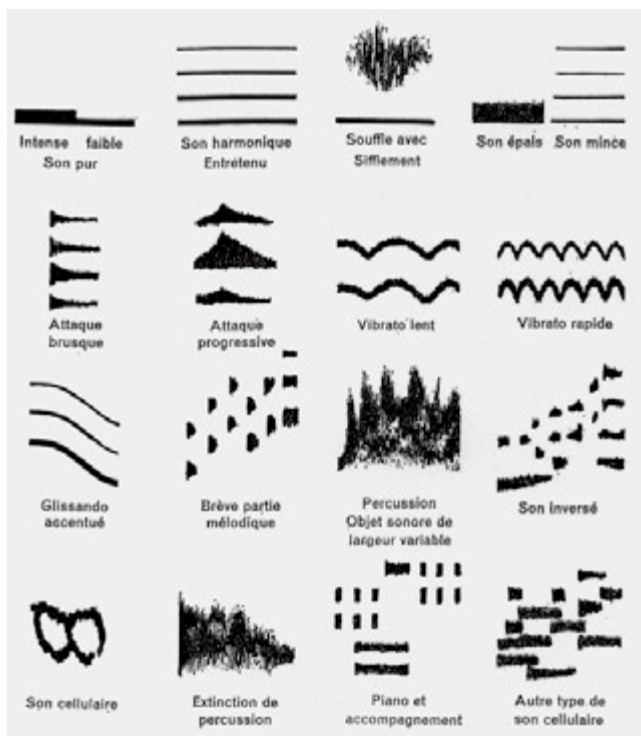 Intense faible
Son pur
Son harmonique
Entretenu
Souffle avec
Sifflement
Son épais
Son mince
Attaque
brusque
Attaque
progressive
Vibrato lent
Vibrato rapide
Glissando
accentué
Brève partie
mélodique
Percussion
Objet sonore de
largeur variable
Son inversé
Son cellulaire
Extinction de
percussion
Piano et
accompagnement
Autre type de
son cellulaire